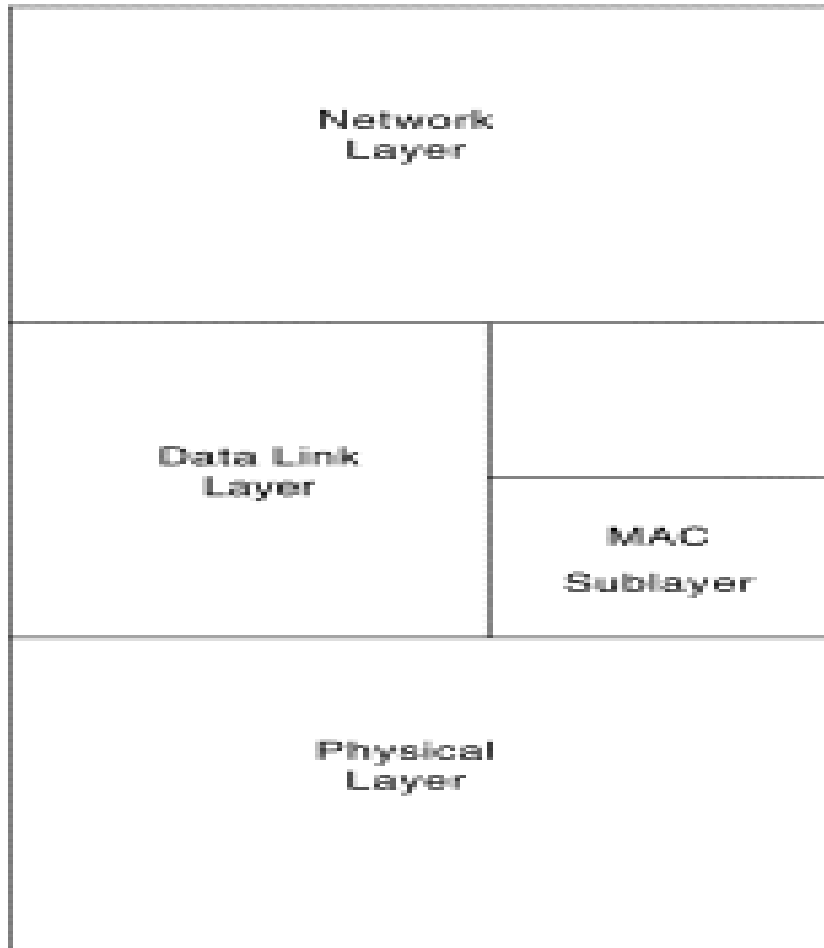 Network
Layer
Data Link
Layer
MAC
Sublayer
Physical
Layer